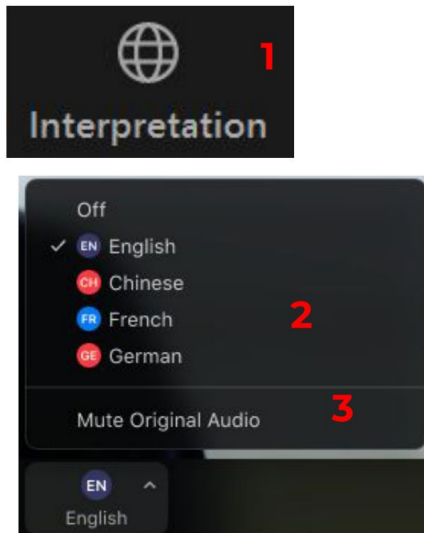 1
Interpretation
Off
EN English
CH Chinese
FR French
2
GE German
3
Mute Original Audio
EN
English